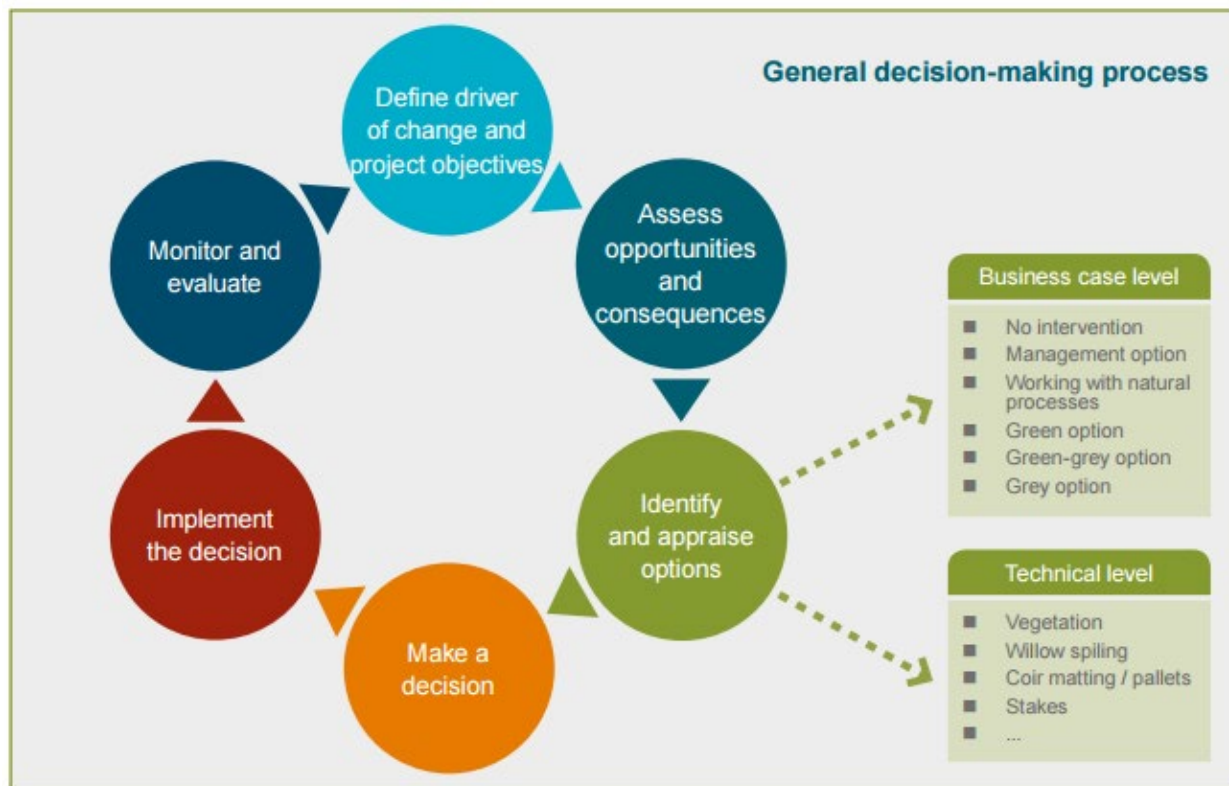 General decision-making process
Define driver
of change and
project objectives
Assess
opportunities
and
consequences
Identify
and appraise
options
Make a
decision
Implement
the decision
Monitor and
evaluate
Business case level
■ No intervention
■ Management option
■ Working with natural
processes
■ Green option
■ Green-grey option
■ Grey option
Technical level
■ Vegetation
■ Willow spiling
■ Coir matting / pallets
■ Stakes
■ ...